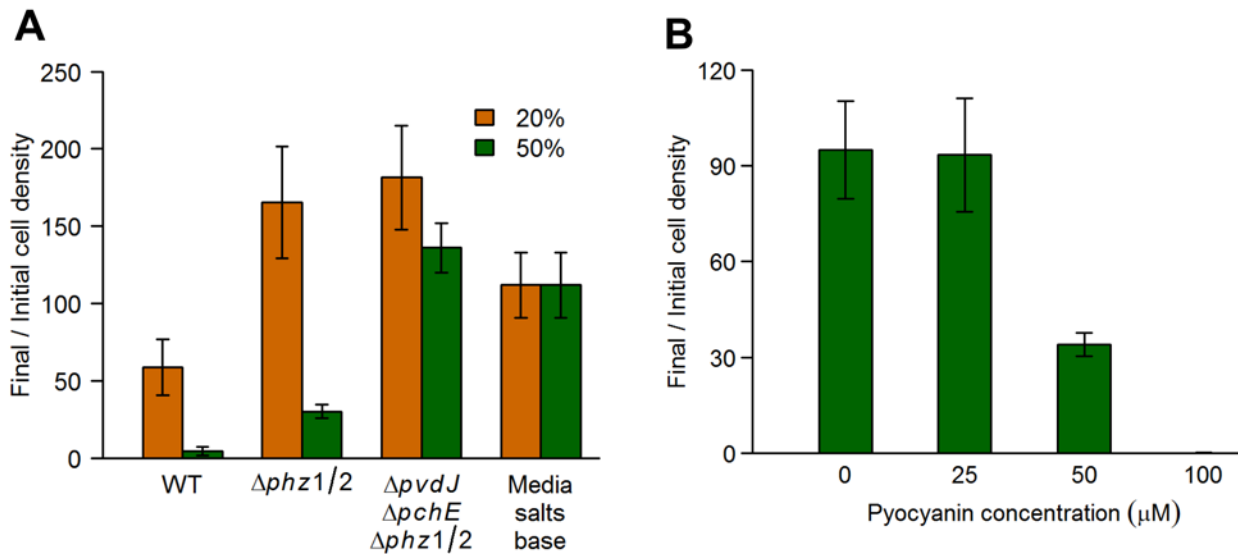 A
Final / Initial cell density
250
200
150
100
50
0
20%
50%
WT
Δphz1/2
ΔpvdJ
ΔpchE
Δphz1/2
Media
salts
base
B
Final / Initial cell density
120
90
60
30
0
0 25 50 100
Pyocyanin concentration (μM)